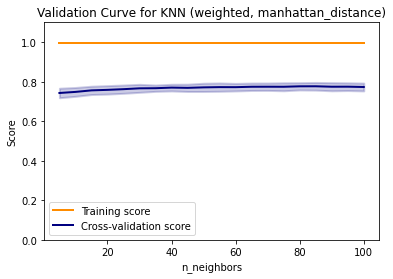 Validation Curve for KNN (weighted, manhattan_distance)
1.0
0.8
0.6
0.4
0.2
0.0
Score
Training score
Cross-validation score
20
40
60
80
100
n_neighbors